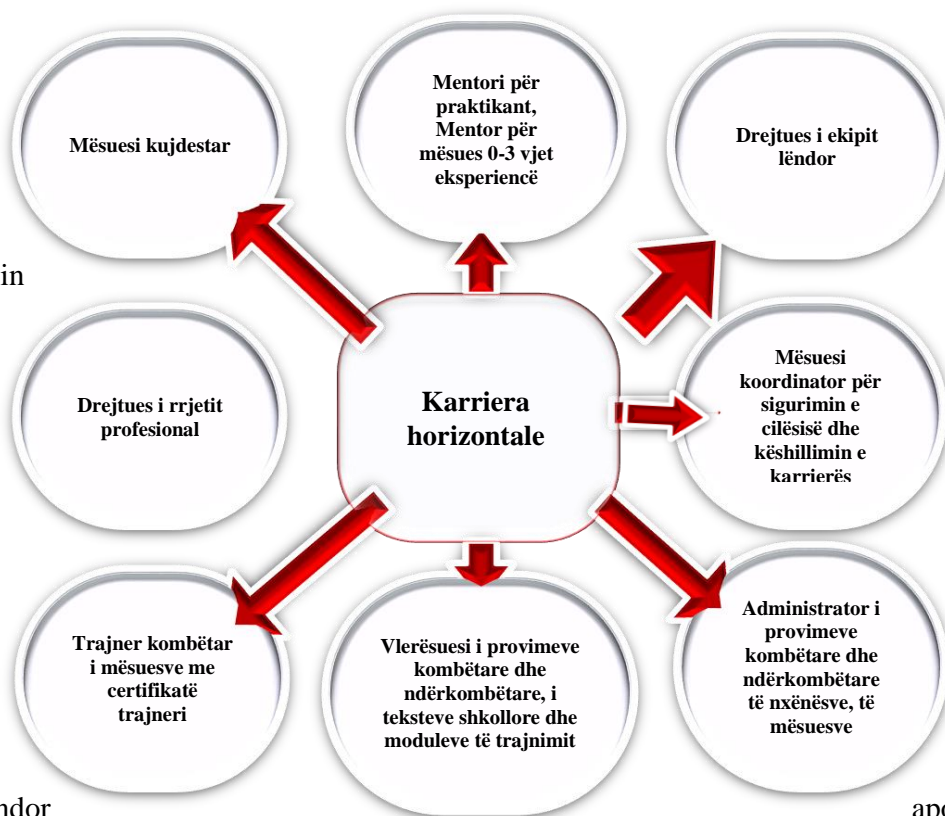 Mësuesi kujdestar
Mentori për
praktikant,
Mentor për
mësues 0-3 vjet
eksperiencë
Drejtues i ekipit
lëndor
in
Drejtues i rrjetit
profesional
Karriera
horizontale
Mësuesi
koordinator për
sigurimin e
cilësisë dhe
këshillimin e
karrierës
Trajner kombëtar
i mësuesve me
certifikatë
trajneri
Vlerësuesi i provimeve
kombëtare dhe
ndërkombëtare, i
teksteve shkollore dhe
moduleve të trajnimit
Administrator i
provimeve
kombëtare dhe
ndërkombëtare
të nxënësve, të
mësuesve
ndor